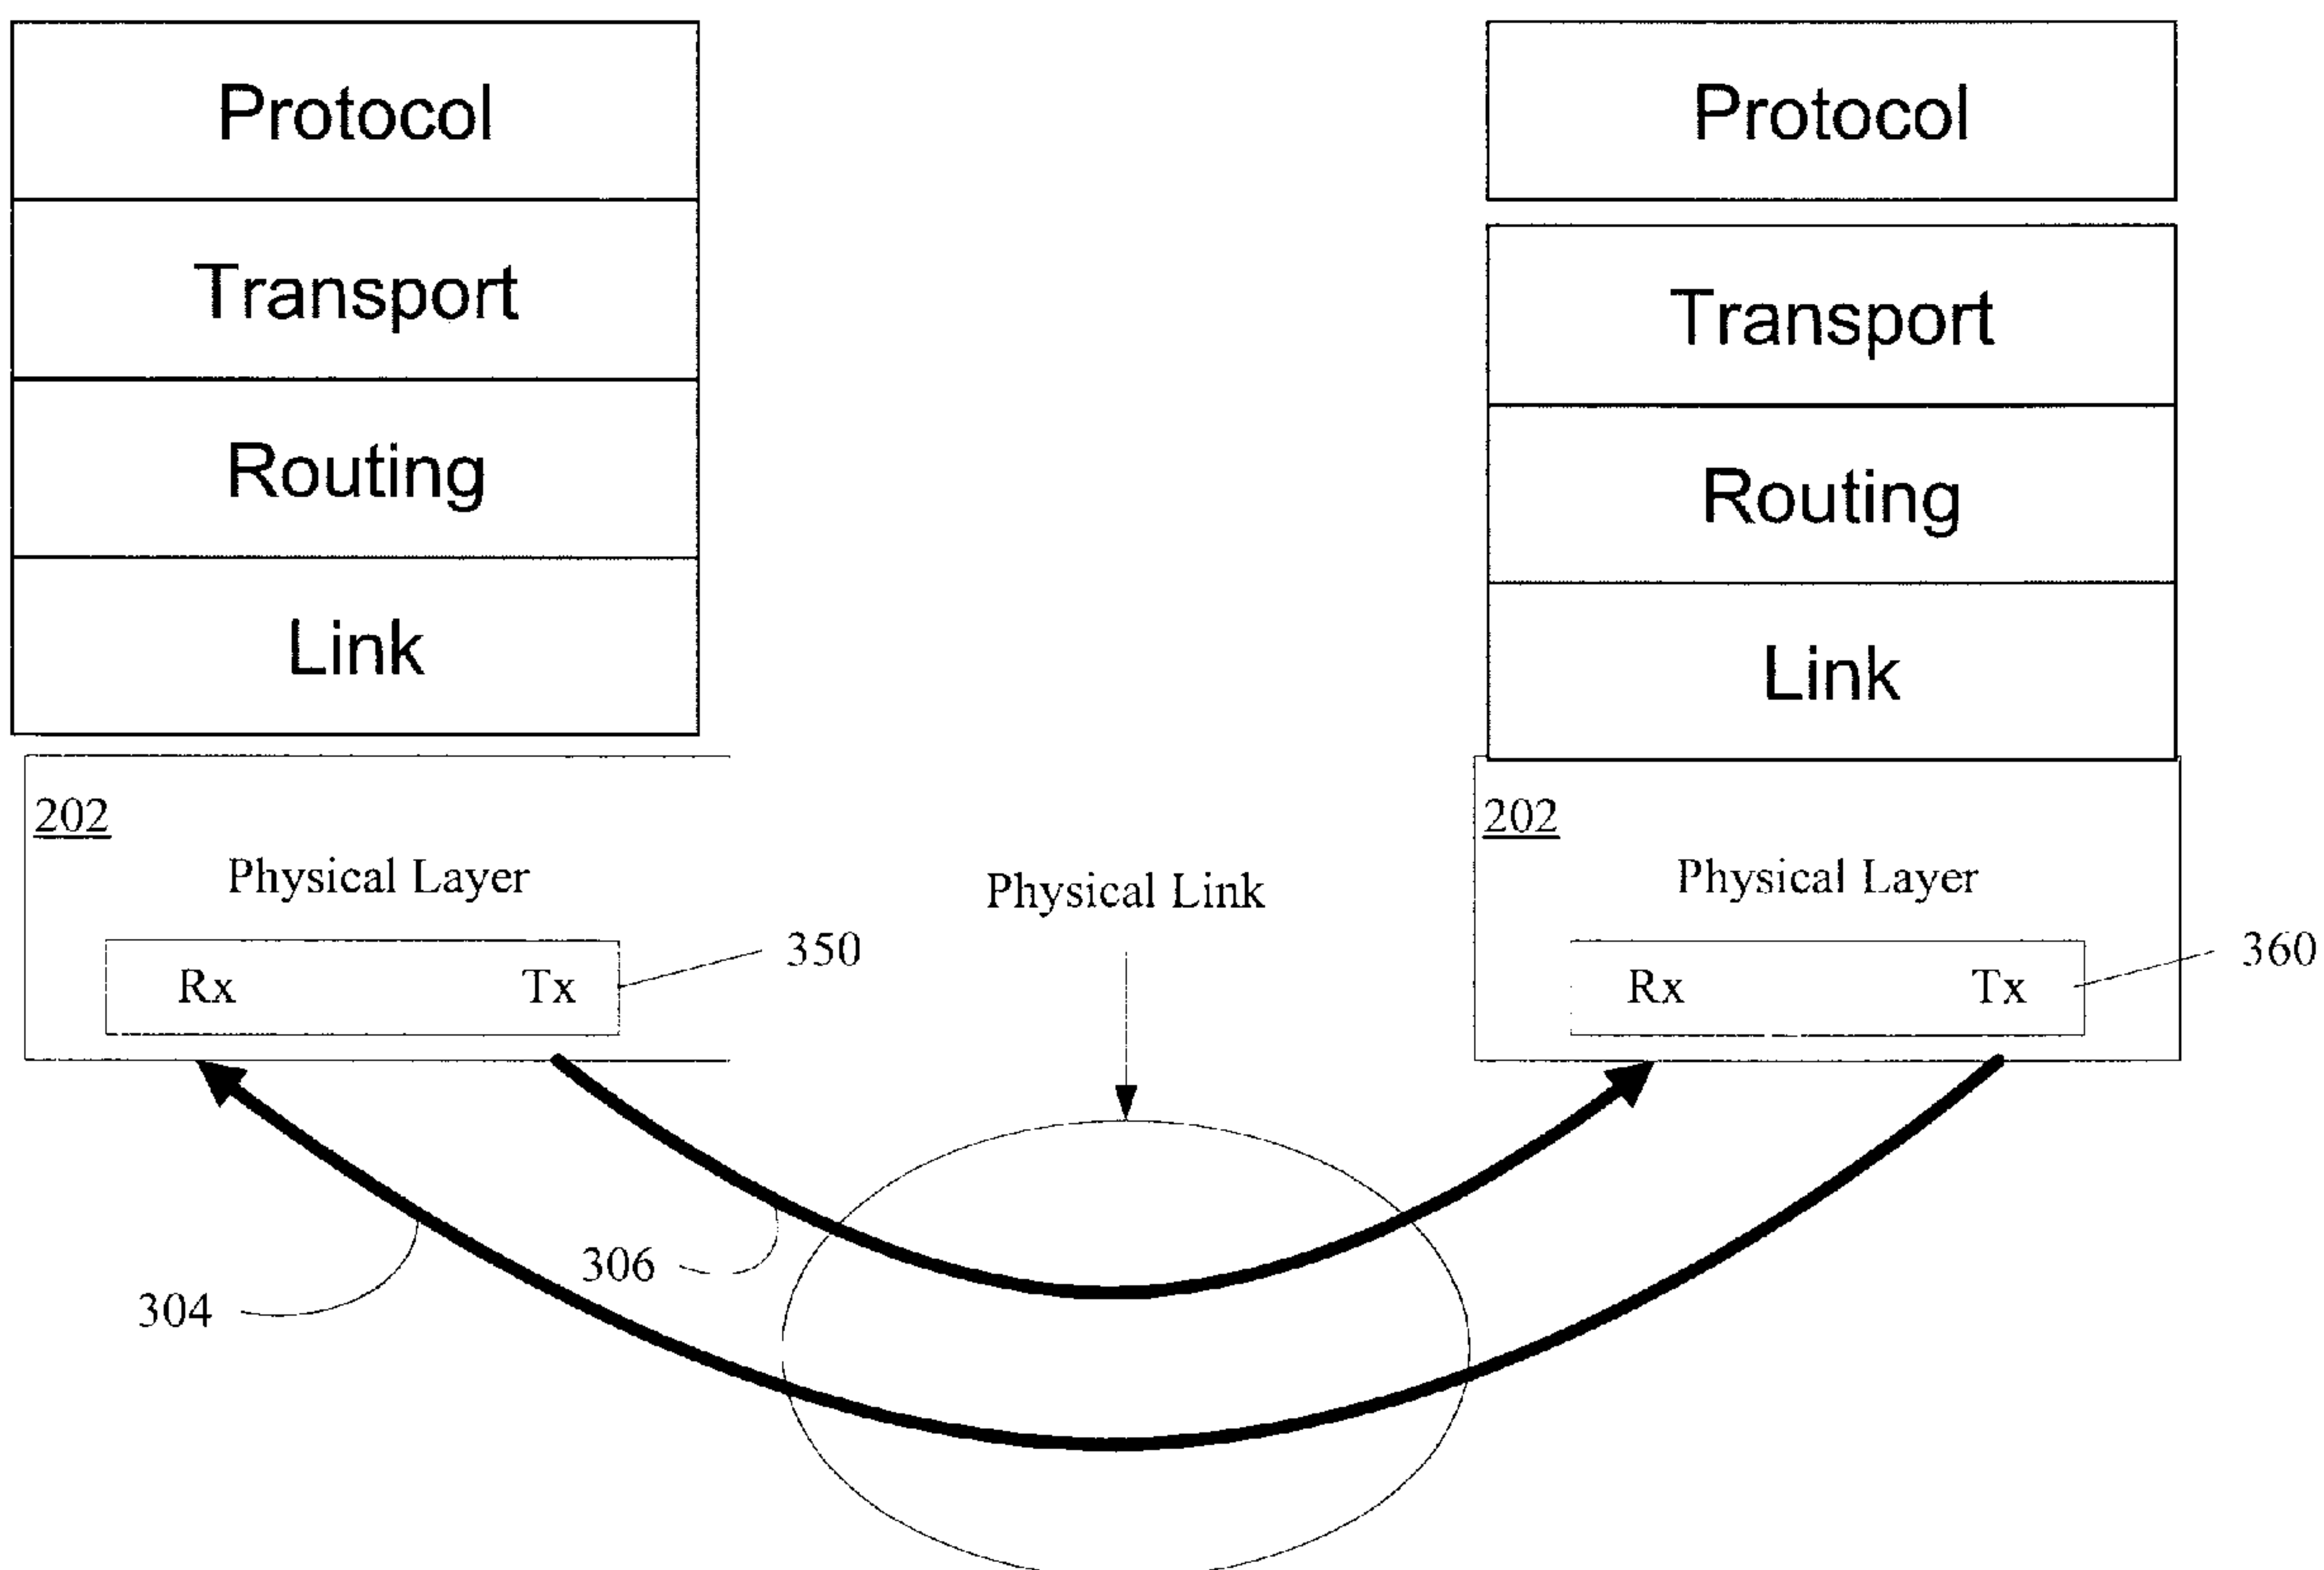 Protocol
Transport
Routing
Link
202
Physical Layer
Rx Tx
350
Protocol
Transport
Routing
Link
202
Physical Layer
Rx Tx
360
Physical Link
306
304